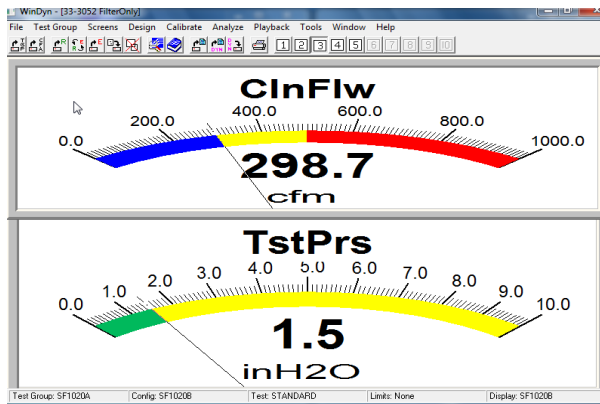 WinDyn - [33-3052 FilterOnly]
File Test Group Screens Design Calibrate Analyze Playback Tools Window Help
1 2 3 4 5 6 7 8 9 10
ClnFlw
0.0 200.0 400.0 600.0 800.0 1000.0
298.7
cfm
TstPrs
0.0 1.0 2.0 3.0 4.0 5.0 6.0 7.0 8.0 9.0 10.0
1.5
inH2O
Test Group: SF1020A Config: SF1020B Test: STANDARD Limits: None Display: SF1020B